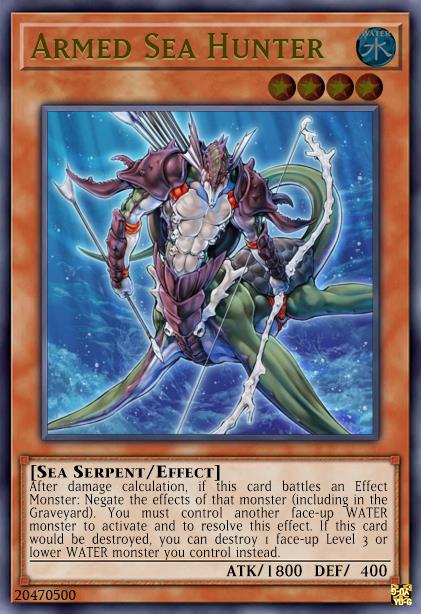 ARMED SEA HUNTER
WATER
水
[SEA SERPENT/EFFECT]
After damage calculation, if this card battles an Effect
Monster: Negate the effects of that monster (including in the
Graveyard). You must control another face-up WATER
monster to activate and to resolve this effect. If this card
would be destroyed, you can destroy 1 face-up Level 3 or
lower WATER monster you control instead.
ATK/1800 DEF/ 400
20470500